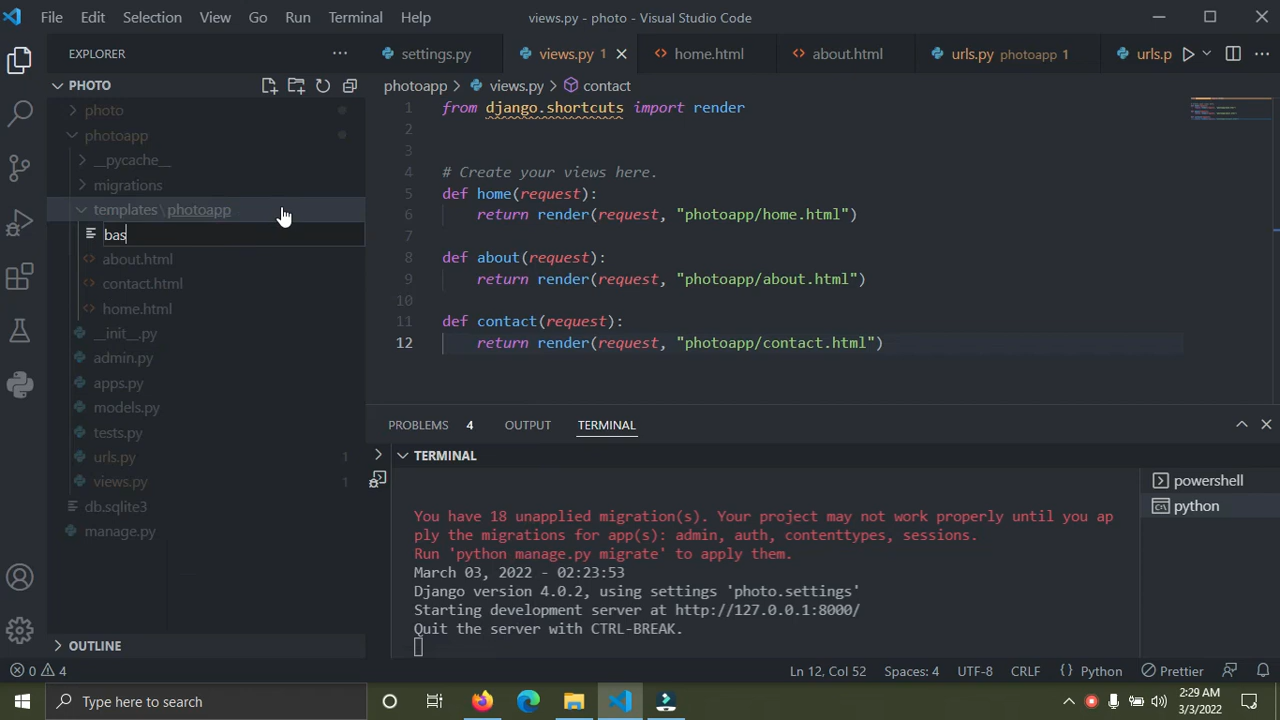 File Edit Selection View Go Run Terminal Help
views.py - photo - Visual Studio Code
EXPLORER
settings.py
views.py 1
home.html
about.html
urls.py photoapp 1
urls.p
PHOTO
photoapp > views.py > contact
photo
photoapp
__pycache__
migrations
templates\photoapp
bas
about.html
contact.html
home.html
__init__.py
admin.py
apps.py
models.py
tests.py
urls.py 1
views.py 1
db.sqlite3
manage.py
OUTLINE
1 from django.shortcuts import render
2
3
4 # Create your views here.
5 def home(request):
6 return render(request, "photoapp/home.html")
7
8 def about(request):
9 return render(request, "photoapp/about.html")
10
11 def contact(request):
12 return render(request, "photoapp/contact.html")
PROBLEMS 4 OUTPUT TERMINAL
TERMINAL
You have 18 unapplied migration(s). Your project may not work properly until you ap
ply the migrations for app(s): admin, auth, contenttypes, sessions.
Run 'python manage.py migrate' to apply them.
March 03, 2022 - 02:23:53
Django version 4.0.2, using settings 'photo.settings'
Starting development server at http://127.0.0.1:8000/
Quit the server with CTRL-BREAK.
powershell
python
0 4
Ln 12, Col 52 Spaces: 4 UTF-8 CRLF Python Prettier
Type here to search
2:29 AM
3/3/2022